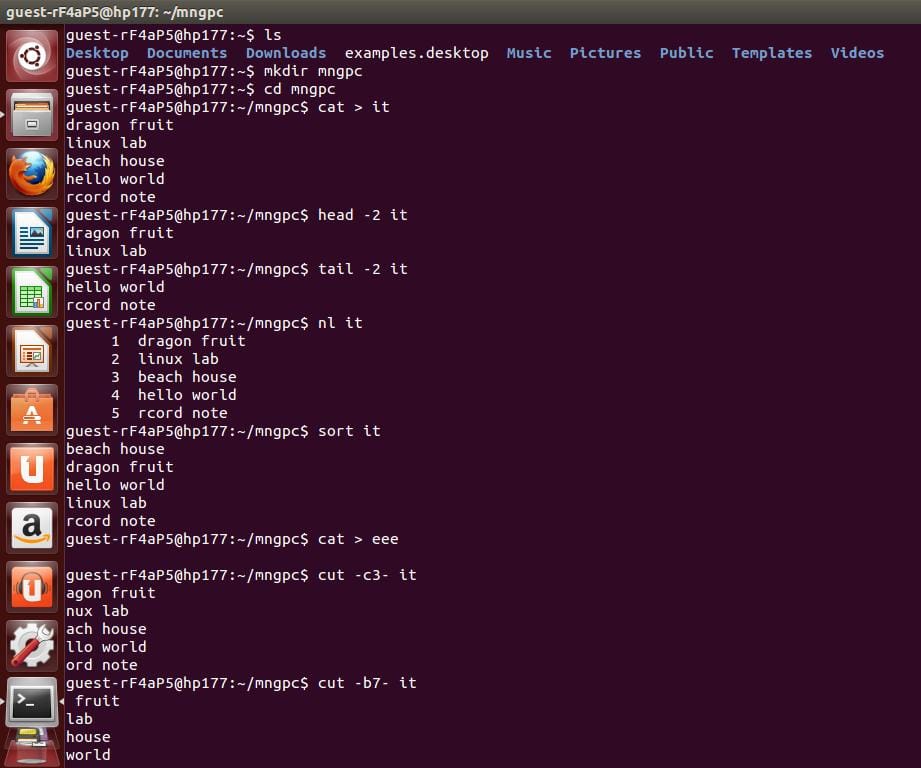 guest-rF4aP5@hp177: ~/mngpc
guest-rF4aP5@hp177:~$ ls
Desktop  Documents  Downloads  examples.desktop  Music  Pictures  Public  Templates  Videos
guest-rF4aP5@hp177:~$ mkdir mngpc
guest-rF4aP5@hp177:~$ cd mngpc
guest-rF4aP5@hp177:~/mngpc$ cat > it
dragon fruit
linux lab
beach house
hello world
rcord note
guest-rF4aP5@hp177:~/mngpc$ head -2 it
dragon fruit
linux lab
guest-rF4aP5@hp177:~/mngpc$ tail -2 it
hello world
rcord note
guest-rF4aP5@hp177:~/mngpc$ nl it
     1  dragon fruit
     2  linux lab
     3  beach house
     4  hello world
     5  rcord note
guest-rF4aP5@hp177:~/mngpc$ sort it
beach house
dragon fruit
hello world
linux lab
rcord note
guest-rF4aP5@hp177:~/mngpc$ cat > eee
guest-rF4aP5@hp177:~/mngpc$ cut -c3- it
agon fruit
nux lab
ach house
llo world
ord note
guest-rF4aP5@hp177:~/mngpc$ cut -b7- it
 fruit
lab
house
world